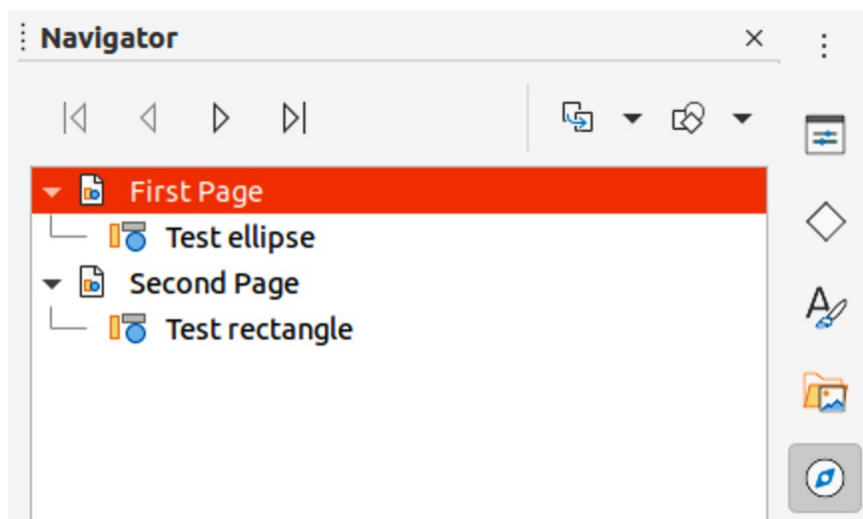 Navigator
First Page
Test ellipse
Second Page
Test rectangle